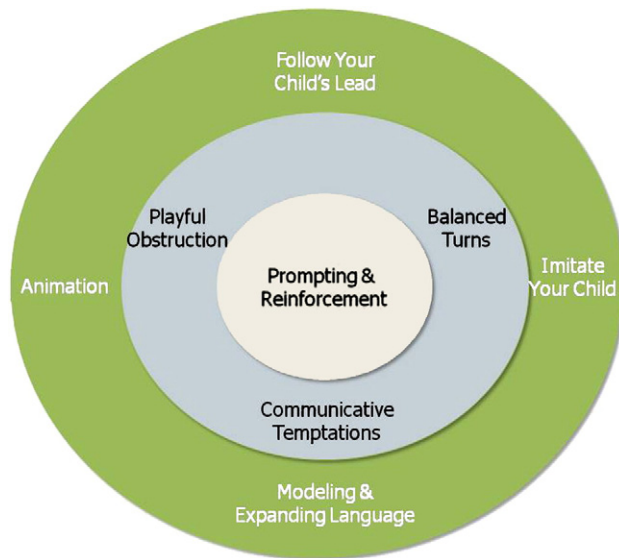 Follow Your
Child's Lead
Playful
Obstruction
Balanced
Turns
Animation
Prompting &
Reinforcement
Imitate
Your Child
Communicative
Temptations
Modeling &
Expanding Language